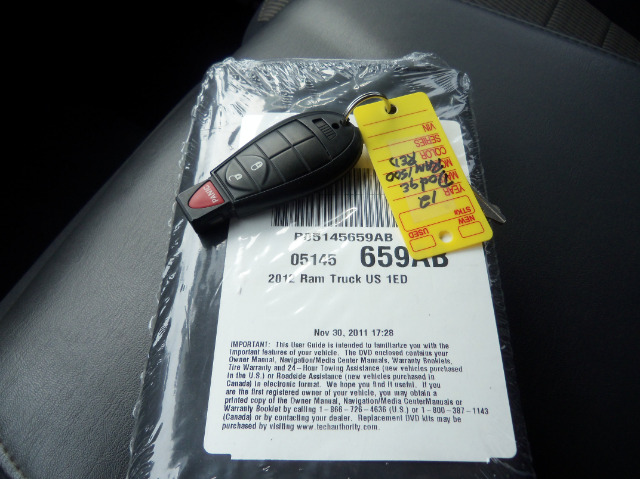 PANIC
NEW
USED
STK#
YEAR 12
MAKE Dodge
MODEL RAM 1500
COLOR RED
SERIES
VIN
P05145659AB
05145 659AB
2012 Ram Truck US 1ED
Nov 30, 2011 17:28
IMPORTANT: This User Guide is intended to familiarize you with the
important features of your vehicle. The DVD enclosed contains your
Owner Manual, Navigation/Media Center Manuals, Warranty Booklets,
Tire Warranty and 24-Hour Towing Assistance (new vehicles purchased
in the U.S.) or Roadside Assistance (new vehicles purchased in
Canada) in electronic format. We hope you find it useful. If you
are the first registered owner of your vehicle, you may obtain a
printed copy of the Owner Manual, Navigation/Media CenterManuals or
Warranty Booklet by calling 1-866-726-4636 (U.S.) or 1-800-387-1143
(Canada) or by contacting your dealer. Replacement DVD kits may be
purchased by visiting www.techauthority.com.